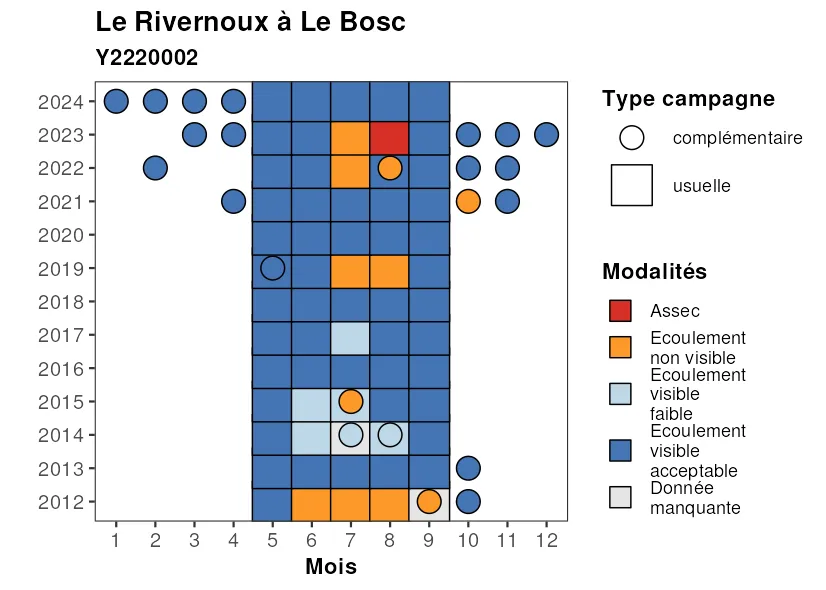 Le Rivernoux à Le Bosc
Y2220002
2024
2023
2022
2021
2020
2019
2018
2017
2016
2015
2014
2013
2012
1 2 3 4 5 6 7 8 9 10 11 12
Mois
Type campagne
complémentaire
usuelle
Modalités
Assec
Ecoulement
non visible
Ecoulement
visible
faible
Ecoulement
visible
acceptable
Donnée
manquante